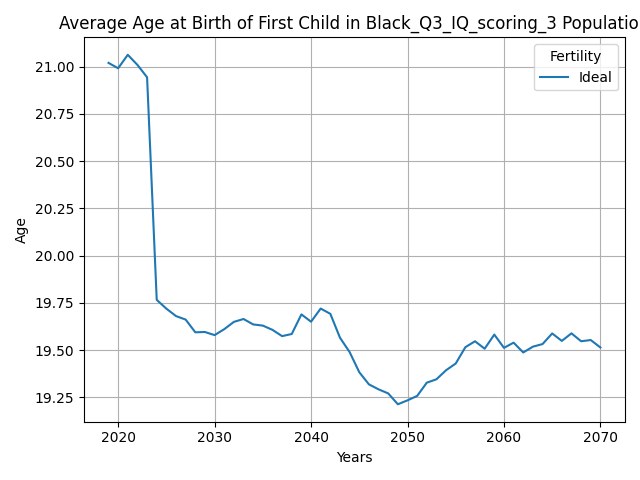 Average Age at Birth of First Child in Black_Q3_IQ_scoring_3 Populatio
Fertility
Ideal
Age
21.00
20.75
20.50
20.25
20.00
19.75
19.50
19.25
2020 2030 2040 2050 2060 2070
Years